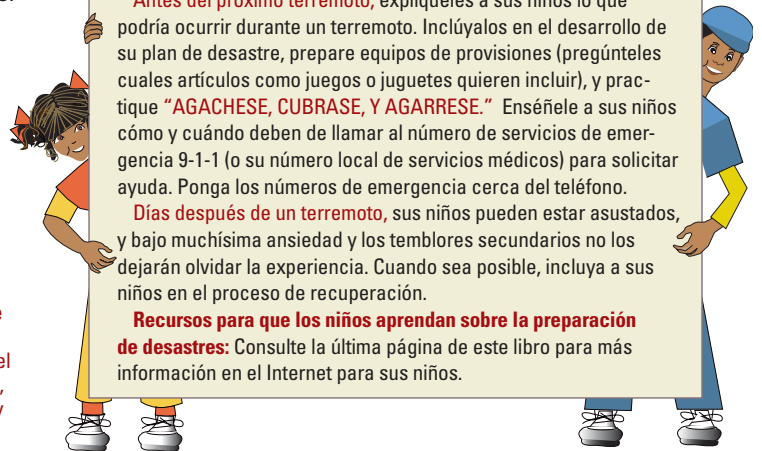 Antes del próximo terremoto, explíqueles a sus niños lo que
podría ocurrir durante un terremoto. Inclúyalos en el desarrollo de
su plan de desastre, prepare equipos de provisiones (pregúnteles
cuales artículos como juegos o juguetes quieren incluir), y prac-
tique “AGACHESE, CUBRASE, Y AGARRESE.” Enséñele a sus niños
cómo y cuándo deben de llamar al número de servicios de emer-
gencia 9-1-1 (o su número local de servicios médicos) para solicitar
ayuda. Ponga los números de emergencia cerca del teléfono.
Días después de un terremoto, sus niños pueden estar asustados,
y bajo muchísima ansiedad y los temblores secundarios no los
dejarán olvidar la experiencia. Cuando sea posible, incluya a sus
niños en el proceso de recuperación.
Recursos para que los niños aprendan sobre la preparación
de desastres: Consulte la última página de este libro para más
información en el Internet para sus niños.